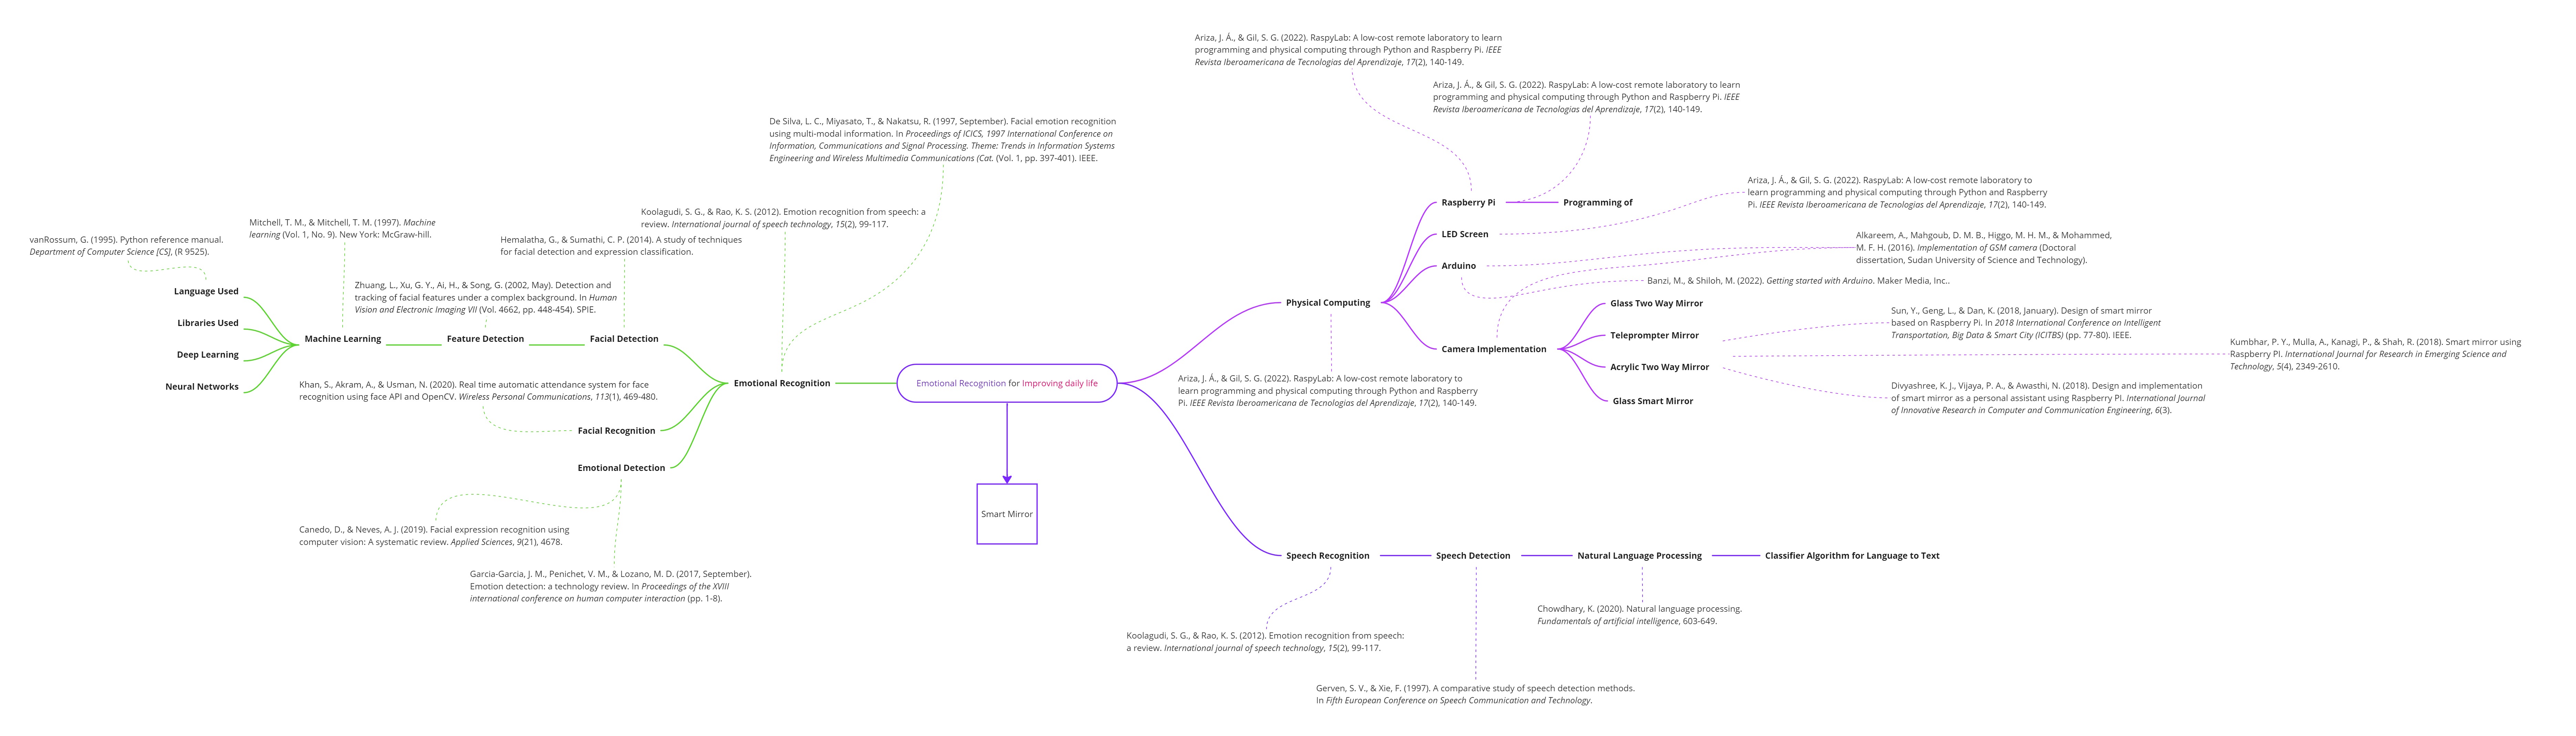 Ariza, J. Á., & Gil, S. G. (2022). RaspyLab: A low-cost remote laboratory to learn
programming and physical computing through Python and Raspberry Pi. IEEE
Revista Iberoamericana de Tecnologias del Aprendizaje, 17(2), 140-149.
Ariza, J. Á., & Gil, S. G. (2022). RaspyLab: A low-cost remote laboratory to learn
programming and physical computing through Python and Raspberry Pi. IEEE
Revista Iberoamericana de Tecnologias del Aprendizaje, 17(2), 140-149.
De Silva, L. C., Miyasato, T., & Nakatsu, R. (1997, September). Facial emotion recognition
using multi-modal information. In Proceedings of ICICS, 1997 International Conference on
Information, Communications and Signal Processing. Theme: Trends in Information Systems
Engineering and Wireless Multimedia Communications (Cat. (Vol. 1, pp. 397-401). IEEE.
Koolagudi, S. G., & Rao, K. S. (2012). Emotion recognition from speech: a
review. International journal of speech technology, 15(2), 99-117.
Mitchell, T. M., & Mitchell, T. M. (1997). Machine
learning (Vol. 1, No. 9). New York: McGraw-hill.
vanRossum, G. (1995). Python reference manual.
Department of Computer Science [CS], (R 9525).
Hemalatha, G., & Sumathi, C. P. (2014). A study of techniques
for facial detection and expression classification.
Zhuang, L., Xu, G. Y., Ai, H., & Song, G. (2002, May). Detection and
tracking of facial features under a complex background. In Human
Vision and Electronic Imaging VII (Vol. 4662, pp. 448-454). SPIE.
Language Used
Libraries Used
Deep Learning
Neural Networks
Machine Learning
Feature Detection
Facial Detection
Khan, S., Akram, A., & Usman, N. (2020). Real time automatic attendance system for face
recognition using face API and OpenCV. Wireless Personal Communications, 113(1), 469-480.
Facial Recognition
Emotional Detection
Canedo, D., & Neves, A. J. (2019). Facial expression recognition using
computer vision: A systematic review. Applied Sciences, 9(21), 4678.
Garcia-Garcia, J. M., Penichet, V. M., & Lozano, M. D. (2017, September).
Emotion detection: a technology review. In Proceedings of the XVIII
international conference on human computer interaction (pp. 1-8).
Emotional Recognition
Emotional Recognition for Improving daily life
Smart Mirror
Physical Computing
Ariza, J. Á., & Gil, S. G. (2022). RaspyLab: A low-cost remote laboratory to
learn programming and physical computing through Python and Raspberry
Pi. IEEE Revista Iberoamericana de Tecnologias del Aprendizaje, 17(2), 140-149.
Raspberry Pi
Programming of
LED Screen
Arduino
Camera Implementation
Ariza, J. Á., & Gil, S. G. (2022). RaspyLab: A low-cost remote laboratory to
learn programming and physical computing through Python and Raspberry
Pi. IEEE Revista Iberoamericana de Tecnologias del Aprendizaje, 17(2), 140-149.
Alkareem, A., Mahgoub, D. M. B., Higgo, M. H. M., & Mohammed,
M. F. H. (2016). Implementation of GSM camera (Doctoral
dissertation, Sudan University of Science and Technology).
Banzi, M., & Shiloh, M. (2022). Getting started with Arduino. Maker Media, Inc..
Glass Two Way Mirror
Teleprompter Mirror
Acrylic Two Way Mirror
Glass Smart Mirror
Sun, Y., Geng, L., & Dan, K. (2018, January). Design of smart mirror
based on Raspberry Pi. In 2018 International Conference on Intelligent
Transportation, Big Data & Smart City (ICITBS) (pp. 77-80). IEEE.
Kumbhar, P. Y., Mulla, A., Kanagi, P., & Shah, R. (2018). Smart mirror using
Raspberry PI. International Journal for Research in Emerging Science and
Technology, 5(4), 2349-2610.
Divyashree, K. J., Vijaya, P. A., & Awasthi, N. (2018). Design and implementation
of smart mirror as a personal assistant using Raspberry PI. International Journal
of Innovative Research in Computer and Communication Engineering, 6(3).
Speech Recognition
Speech Detection
Natural Language Processing
Classifier Algorithm for Language to Text
Chowdhary, K. (2020). Natural language processing.
Fundamentals of artificial intelligence, 603-649.
Koolagudi, S. G., & Rao, K. S. (2012). Emotion recognition from speech:
a review. International journal of speech technology, 15(2), 99-117.
Gerven, S. V., & Xie, F. (1997). A comparative study of speech detection methods.
In Fifth European Conference on Speech Communication and Technology.